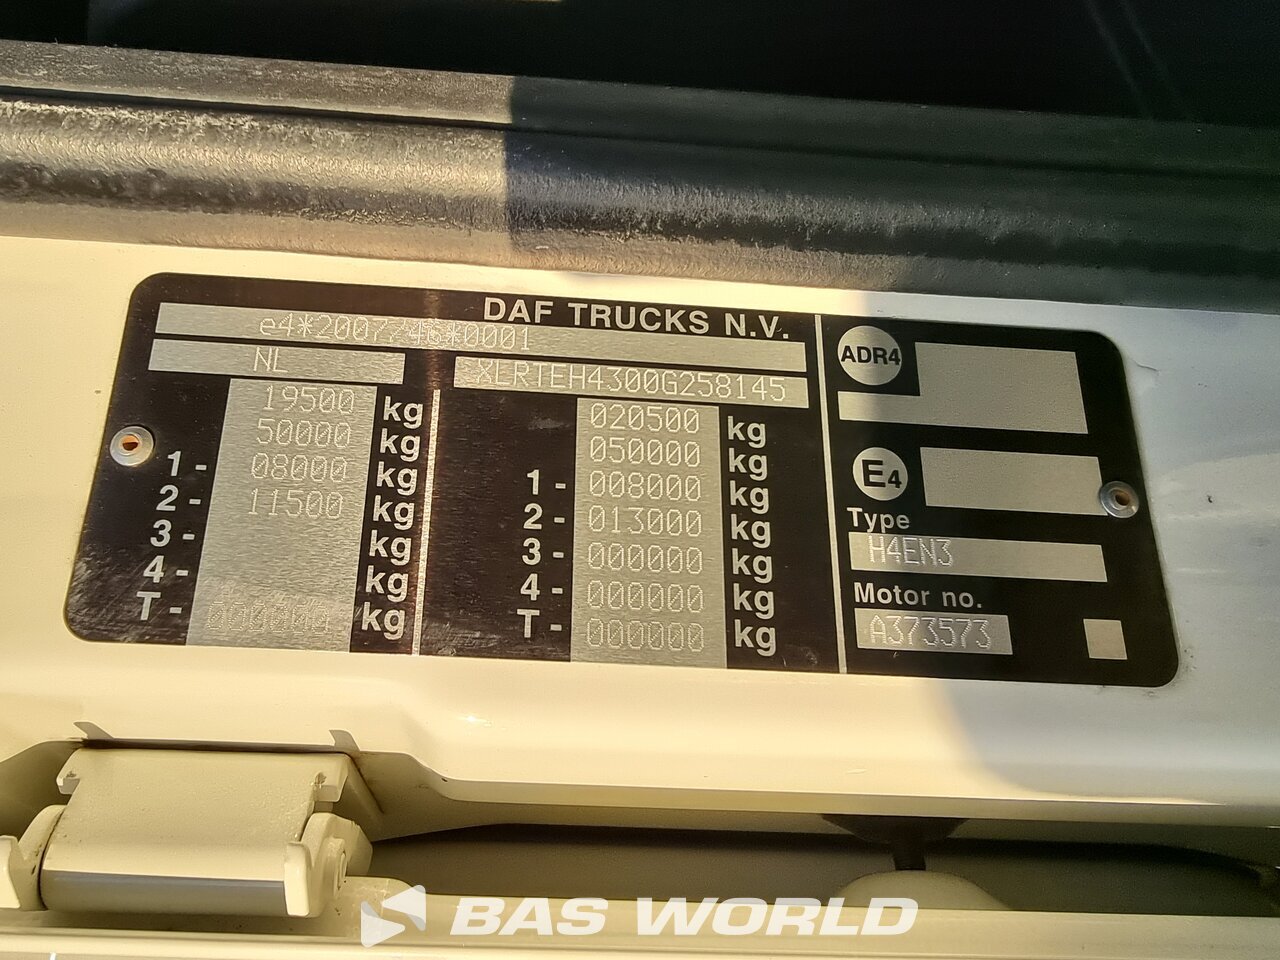 DAF TRUCKS N.V.
e4*2007/46*0001
NL XLRTEH4300G258145
19500 kg 020500 kg
50000 kg 050000 kg
1- 08000 kg 1- 008000 kg
2- 11500 kg 2- 013000 kg
3- kg 3- 000000 kg
4- kg 4- 000000 kg
T- kg T- 000000 kg
ADR4
E4
Type
H4EN3
Motor no.
A373573
BAS WORLD